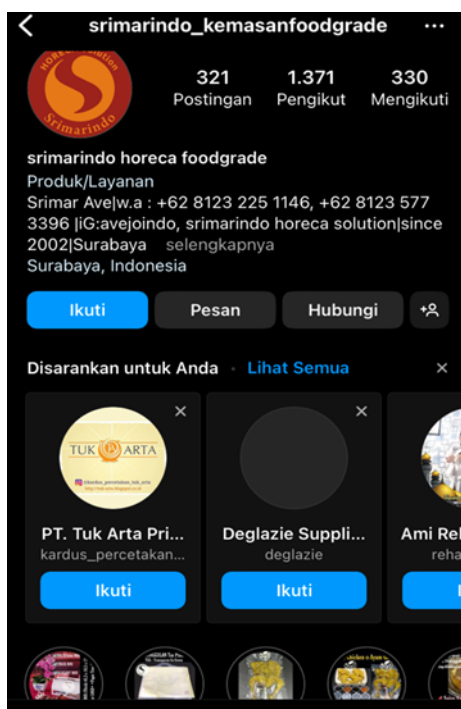 srimarindo_kemasanfoodgrade
Solution
Srimarindo
321 1.371 330
Postingan Pengikut Mengikuti
srimarindo horeca foodgrade
Produk/Layanan
Srimar Ave|w.a : +62 8123 225 1146, +62 8123 577
3396 |iG:avejoindo, srimarindo horeca solution|since
2002|Surabaya selengkapnya
Surabaya, Indonesia
Ikuti Pesan Hubungi
Disarankan untuk Anda · Lihat Semua
TUK ARTA
PT. Tuk Arta Pri... Deglazie Suppli... Ami Rel
kardus_percetakan... deglazie reha
Ikuti Ikuti